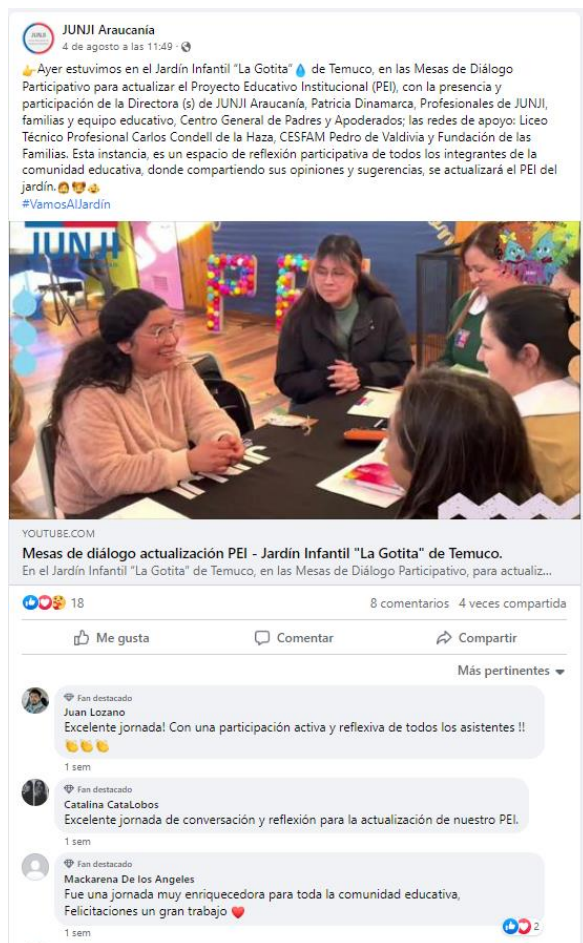 JUNJI Araucanía
4 de agosto a las 11:49 ·
👉Ayer estuvimos en el Jardín Infantil “La Gotita”💧 de Temuco, en las Mesas de Diálogo
Participativo para actualizar el Proyecto Educativo Institucional (PEI), con la presencia y
participación de la Directora (s) de JUNJI Araucanía, Patricia Dinamarca, Profesionales de JUNJI,
familias y equipo educativo, Centro General de Padres y Apoderados; las redes de apoyo: Liceo
Técnico Profesional Carlos Condell de la Haza, CESFAM Pedro de Valdivia y Fundación de las
Familias. Esta instancia, es un espacio de reflexión participativa de todos los integrantes de la
comunidad educativa, donde compartiendo sus opiniones y sugerencias, se actualizará el PEI del
jardín.
#VamosAlJardín
JUNJI
PEI
YOUTUBE.COM
Mesas de diálogo actualización PEI - Jardín Infantil "La Gotita" de Temuco.
En el Jardín Infantil “La Gotita” de Temuco, en las Mesas de Diálogo Participativo, para actualiz...
18
8 comentarios 4 veces compartida
Me gusta Comentar Compartir
Más pertinentes
Fan destacado
Juan Lozano
Excelente jornada! Con una participación activa y reflexiva de todos los asistentes !!
👏👏👏
1 sem
Fan destacado
Catalina CataLobos
Excelente jornada de conversación y reflexión para la actualización de nuestro PEI.
1 sem
Fan destacado
Mackarena De los Angeles
Fue una jornada muy enriquecedora para toda la comunidad educativa,
Felicitaciones un gran trabajo ♥
2
1 sem